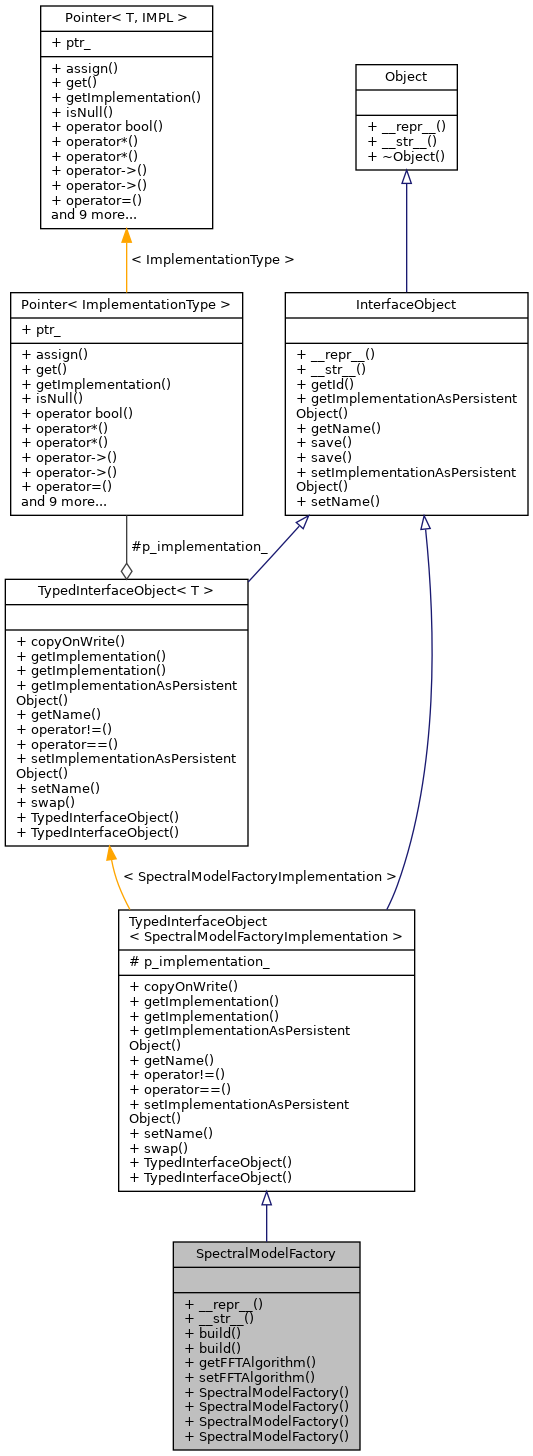 Pointer< T, IMPL >
+ ptr_
+ assign()
+ get()
+ getImplementation()
+ isNull()
+ operator bool()
+ operator*()
+ operator*()
+ operator->()
+ operator->()
+ operator=()
and 9 more...
Object
+ __repr__()
+ __str__()
+ ~Object()
< ImplementationType >
Pointer< ImplementationType >
+ ptr_
+ assign()
+ get()
+ getImplementation()
+ isNull()
+ operator bool()
+ operator*()
+ operator*()
+ operator->()
+ operator->()
+ operator=()
and 9 more...
InterfaceObject
+ __repr__()
+ __str__()
+ getId()
+ getImplementationAsPersistent
Object()
+ getName()
+ save()
+ save()
+ setImplementationAsPersistent
Object()
+ setName()
#p_implementation_
TypedInterfaceObject< T >
+ copyOnWrite()
+ getImplementation()
+ getImplementation()
+ getImplementationAsPersistent
Object()
+ getName()
+ operator!=()
+ operator==()
+ setImplementationAsPersistent
Object()
+ setName()
+ swap()
+ TypedInterfaceObject()
+ TypedInterfaceObject()
< SpectralModelFactoryImplementation >
TypedInterfaceObject
< SpectralModelFactoryImplementation >
# p_implementation_
+ copyOnWrite()
+ getImplementation()
+ getImplementation()
+ getImplementationAsPersistent
Object()
+ getName()
+ operator!=()
+ operator==()
+ setImplementationAsPersistent
Object()
+ setName()
+ swap()
+ TypedInterfaceObject()
+ TypedInterfaceObject()
SpectralModelFactory
+ __repr__()
+ __str__()
+ build()
+ build()
+ getFFTAlgorithm()
+ setFFTAlgorithm()
+ SpectralModelFactory()
+ SpectralModelFactory()
+ SpectralModelFactory()
+ SpectralModelFactory()